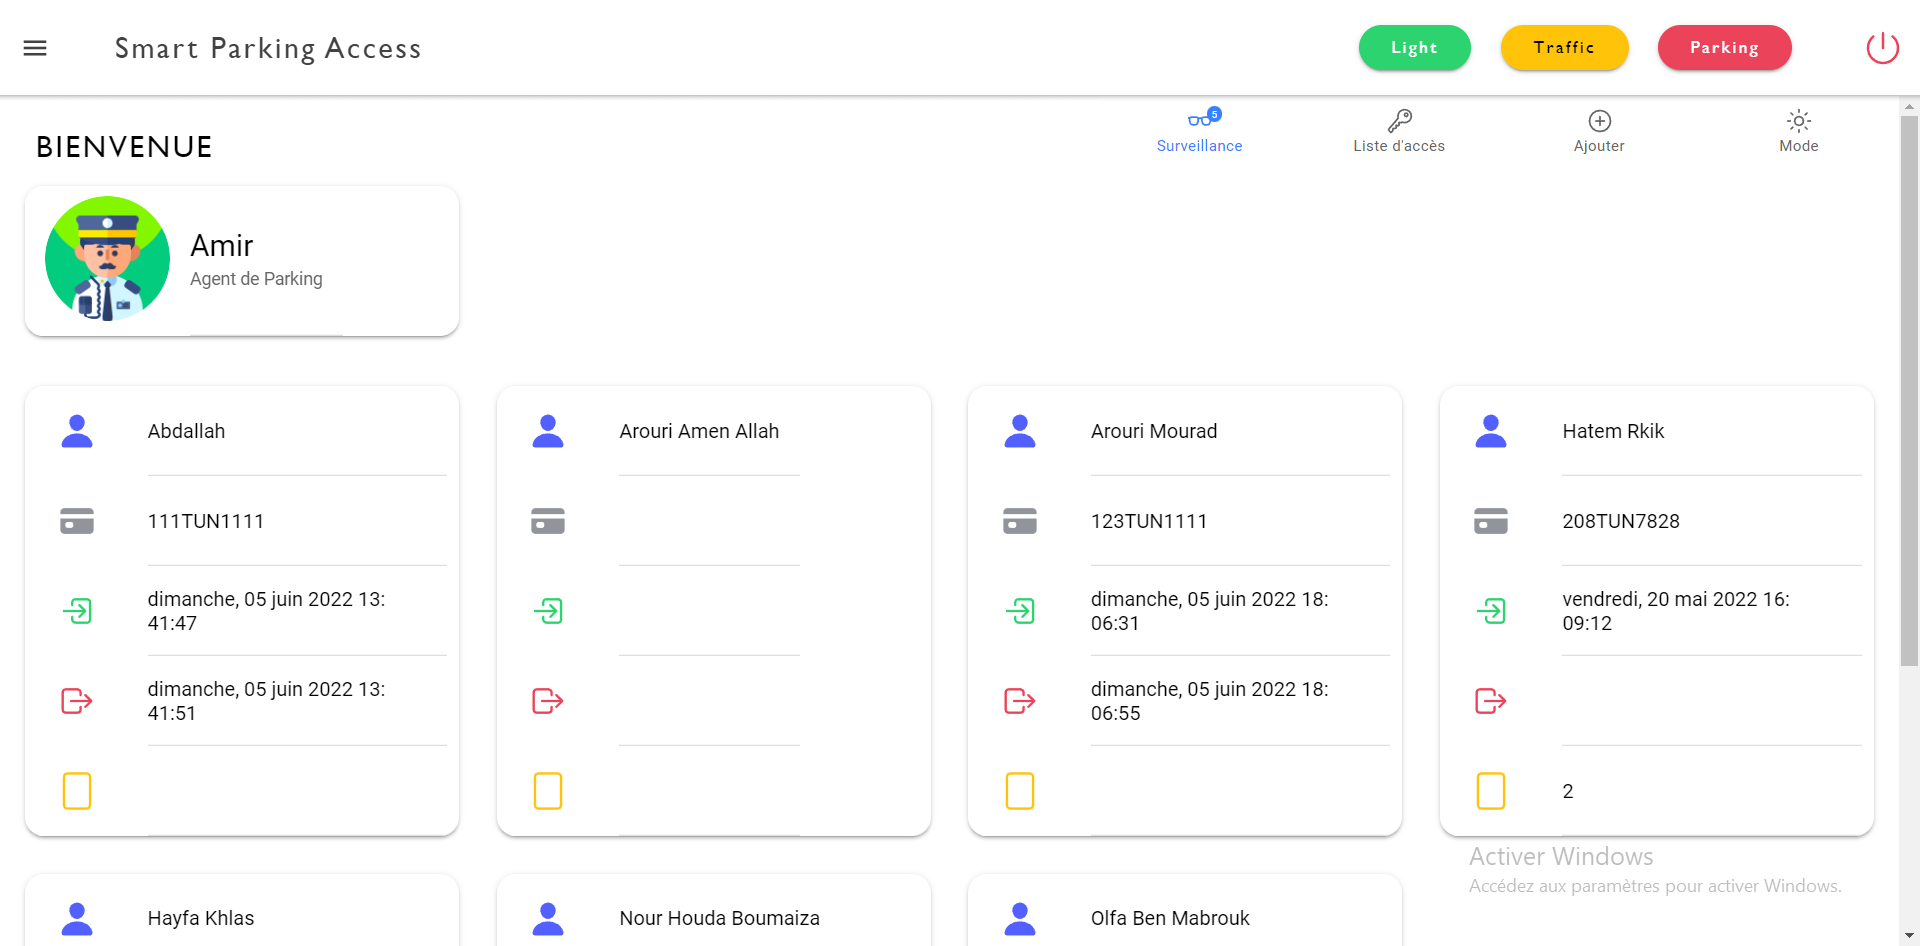 Smart Parking Access
Light
Traffic
Parking
5
Surveillance
Liste d'accès
Ajouter
Mode
BIENVENUE
Amir
Agent de Parking
Abdallah
111TUN1111
dimanche, 05 juin 2022 13:
41:47
dimanche, 05 juin 2022 13:
41:51
Arouri Amen Allah
Arouri Mourad
123TUN1111
dimanche, 05 juin 2022 18:
06:31
dimanche, 05 juin 2022 18:
06:55
Hatem Rkik
208TUN7828
vendredi, 20 mai 2022 16:
09:12
2
Activer Windows
Accédez aux paramètres pour activer Windows.
Hayfa Khlas
Nour Houda Boumaiza
Olfa Ben Mabrouk